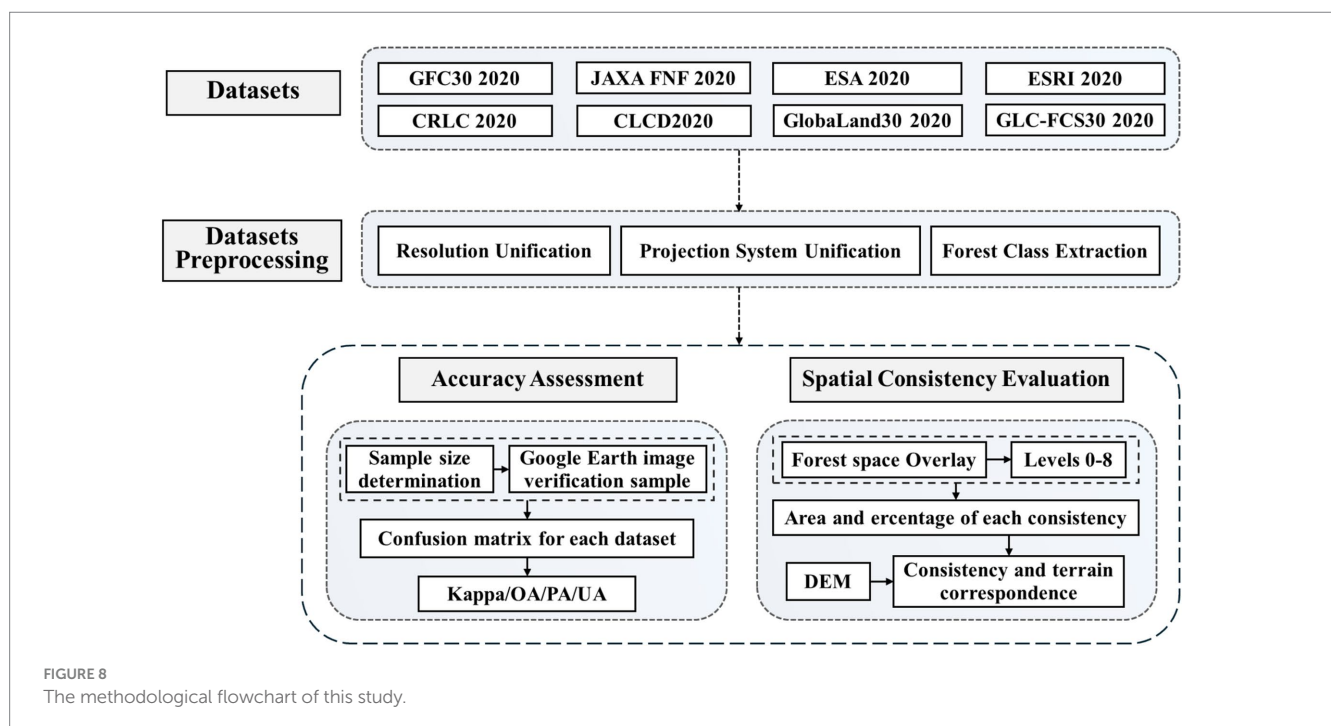 Datasets
GFC30 2020
JAXA FNF 2020
ESA 2020
ESRI 2020
CRLC 2020
CLCD2020
GlobaLand30 2020
GLC-FCS30 2020
Datasets
Preprocessing
Resolution Unification
Projection System Unification
Forest Class Extraction
Accuracy Assessment
Sample size
determination
Google Earth image
verification sample
Confusion matrix for each dataset
Kappa/OA/PA/UA
Spatial Consistency Evaluation
Forest space Overlay
Levels 0-8
Area and ercentage of each consistency
DEM
Consistency and terrain
correspondence
FIGURE 8
The methodological flowchart of this study.